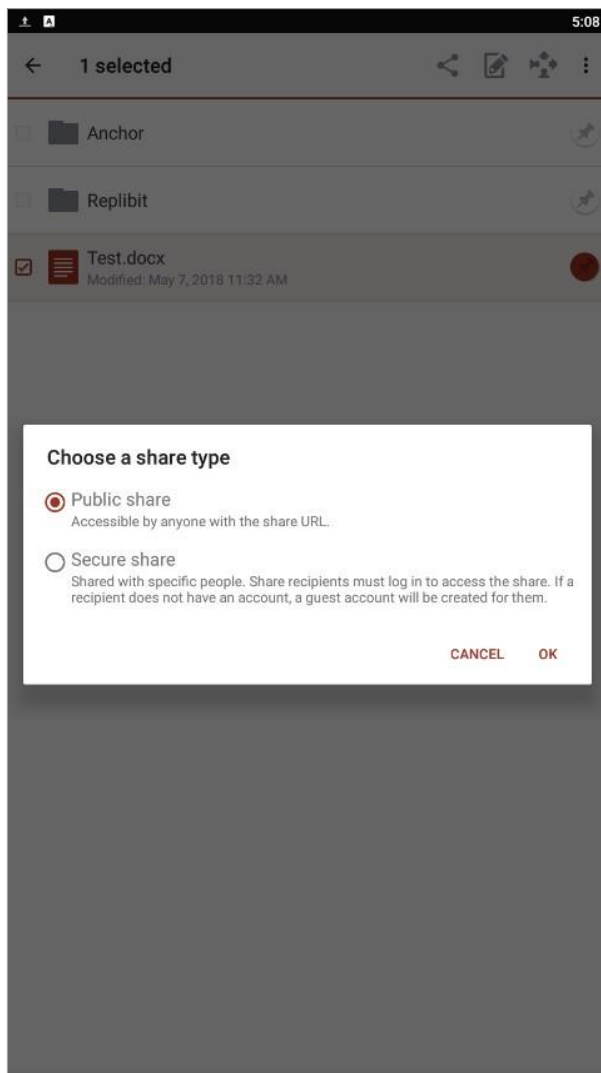 A
5:08
1 selected
Anchor
Replibit
Test.docx
Modified: May 7, 2018 11:32 AM
Choose a share type
Public share
Accessible by anyone with the share URL.
Secure share
Shared with specific people. Share recipients must log in to access the share. If a
recipient does not have an account, a guest account will be created for them.
CANCEL OK